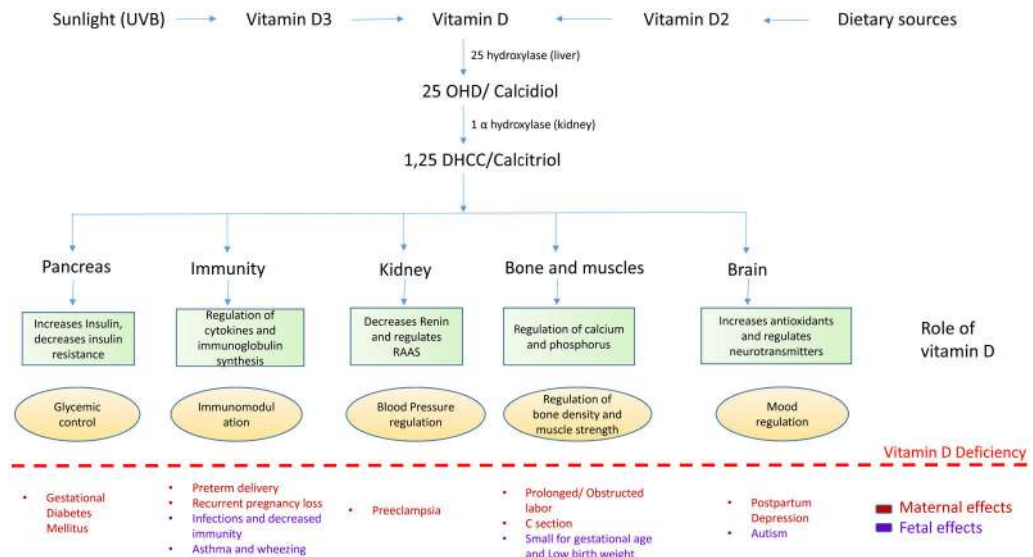 Sunlight (UVB)
Vitamin D3
Vitamin D
Vitamin D2
Dietary sources
25 hydroxylase (liver)
25 OHD/ Calcidiol
1 α hydroxylase (kidney)
1,25 DHCC/Calcitriol
Pancreas
Immunity
Kidney
Bone and muscles
Brain
Increases Insulin,
decreases insulin
resistance
Regulation of
cytokines and
immunoglobulin
synthesis
Decreases Renin
and regulates
RAAS
Regulation of calcium
and phosphorus
Increases antioxidants
and regulates
neurotransmitters
Role of
vitamin D
Glycemic
control
Immunomodul
ation
Blood Pressure
regulation
Regulation of
bone density and
muscle strength
Mood
regulation
Vitamin D Deficiency
• Gestational
Diabetes
Mellitus
• Preterm delivery
• Recurrent pregnancy loss
• Infections and decreased
immunity
• Asthma and wheezing
• Preeclampsia
• Prolonged/ Obstructed
labor
• C section
• Small for gestational age
and Low birth weight
• Postpartum
Depression
• Autism
Maternal effects
Fetal effects